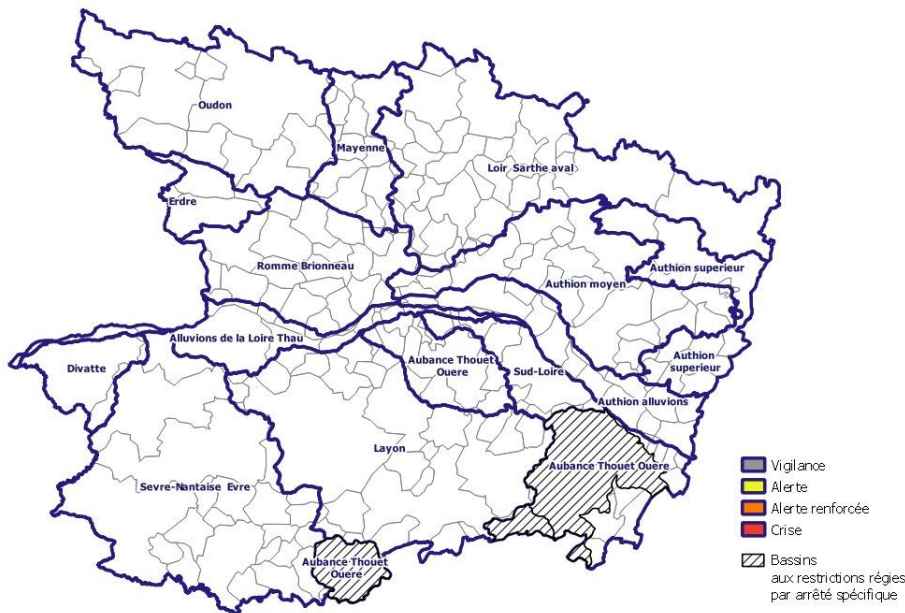 Oudon
Mayenne
Loir Sarthe aval
Erdre
Romme Brionneau
Authion superieur
Authion moyen
Alluvions de la Loire Thau
Aubance Thouet
Ouere
Sud-Loire
Authion
superieur
Divatte
Authion alluvions
Layon
Aubance Thouet Ouere
Sevre-Nantaise Evre
Aubance Thouet
Ouere
Vigilance
Alerte
Alerte renforcée
Crise
Bassins
aux restrictions régies
par arrêté spécifique